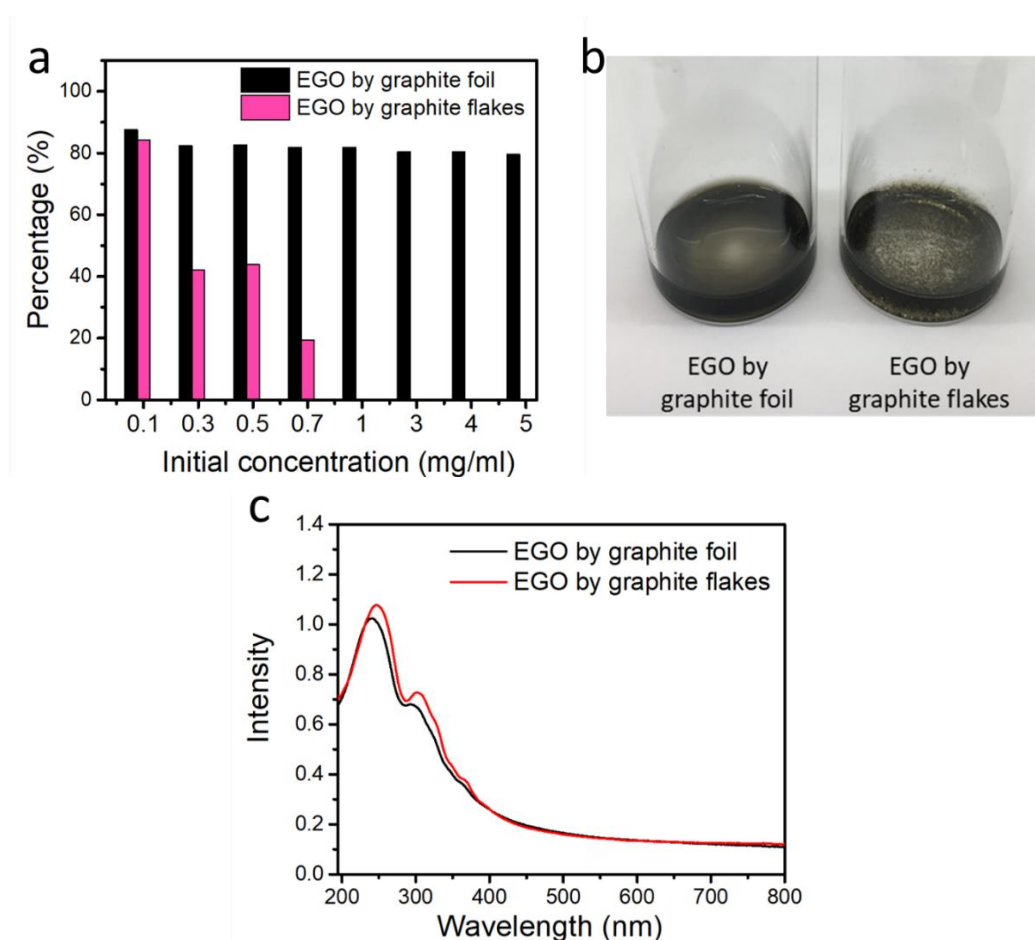 a
EGO by graphite foil
EGO by graphite flakes
100
80
60
40
20
0
Percentage (%)
0.1 0.3 0.5 0.7 1 3 4 5
Initial concentration (mg/ml)
b
EGO by
graphite foil
EGO by
graphite flakes
c
EGO by graphite foil
EGO by graphite flakes
1.4
1.2
1.0
0.8
0.6
0.4
0.2
0.0
Intensity
200 300 400 500 600 700 800
Wavelength (nm)